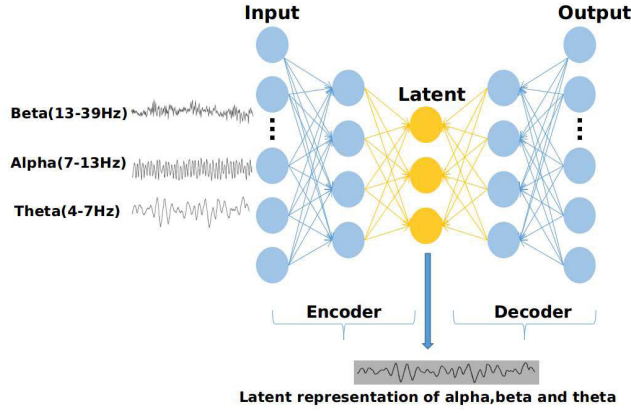 Input
Output
Latent
Beta(13-39Hz)
Alpha(7-13Hz)
Theta(4-7Hz)
Encoder
Decoder
Latent representation of alpha,beta and theta